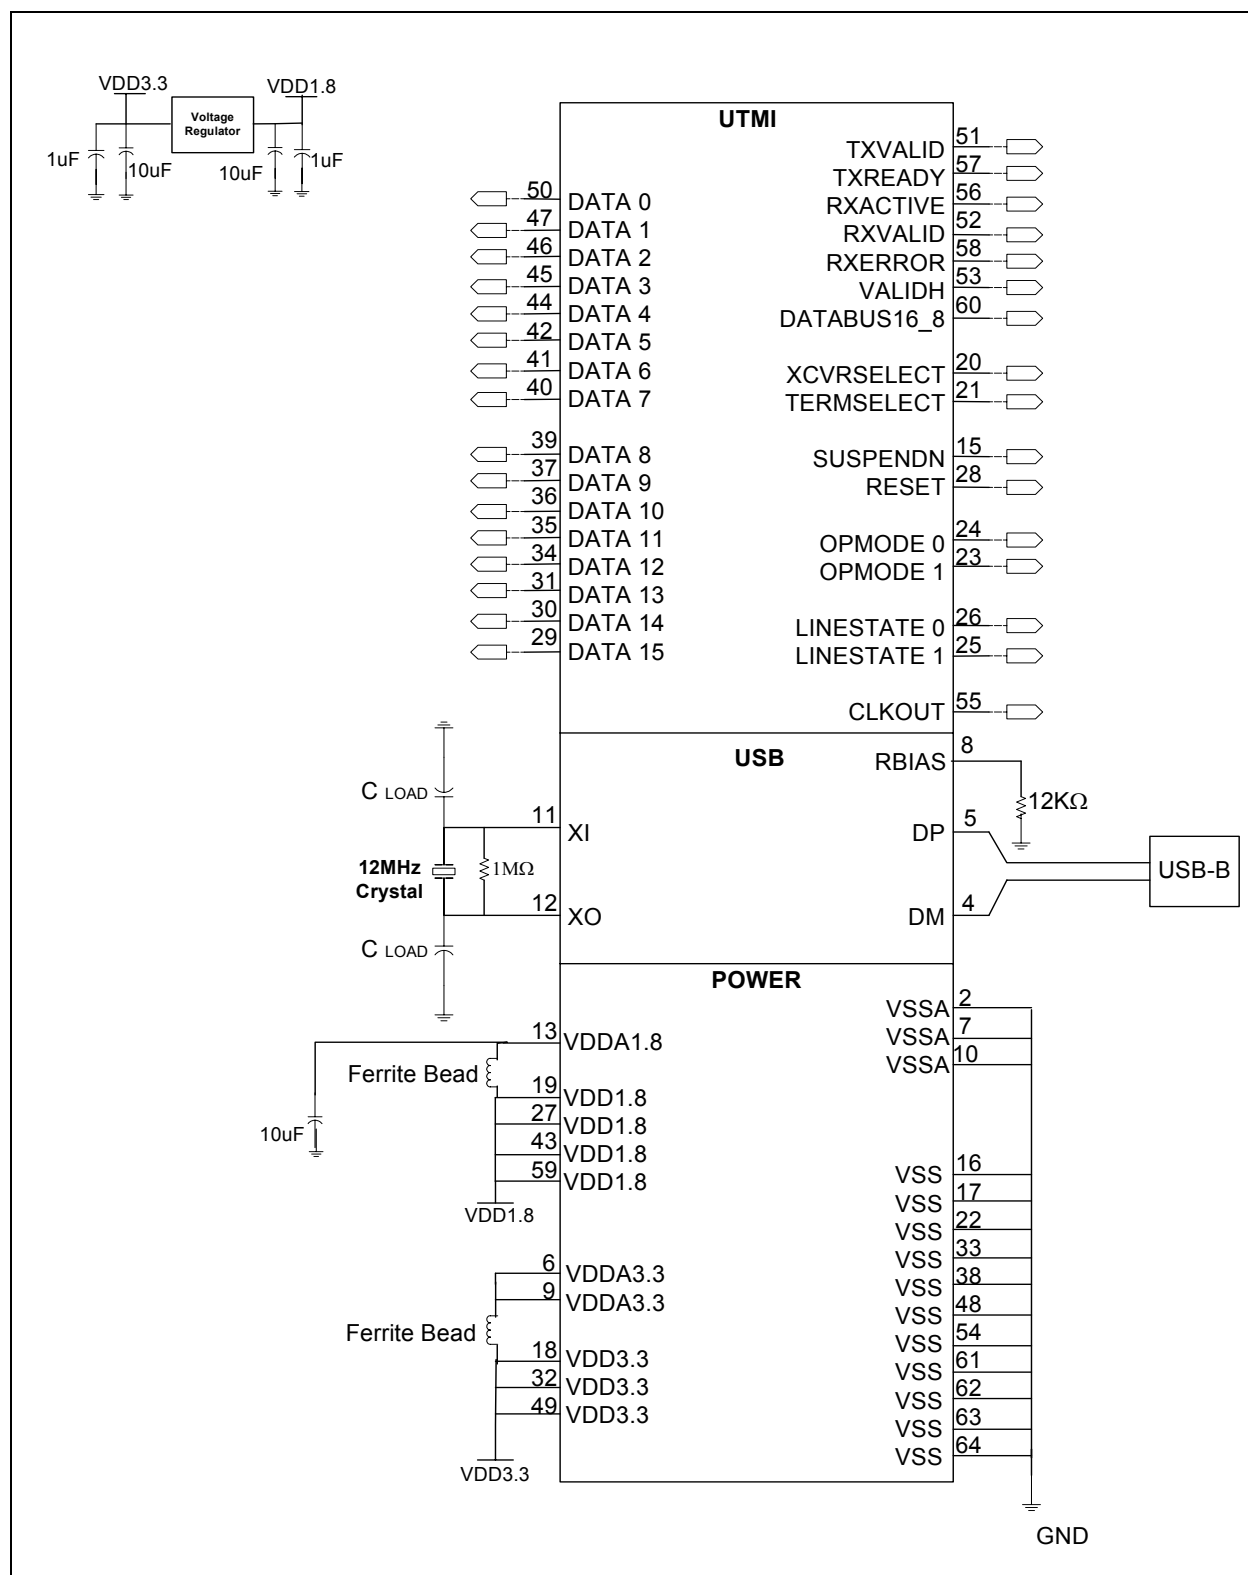 VDD3.3
VDD1.8
Voltage
Regulator
1uF
10uF
10uF
1uF
UTMI
50 DATA 0
47 DATA 1
46 DATA 2
45 DATA 3
44 DATA 4
42 DATA 5
41 DATA 6
40 DATA 7
39 DATA 8
37 DATA 9
36 DATA 10
35 DATA 11
34 DATA 12
31 DATA 13
30 DATA 14
29 DATA 15
TXVALID 51
TXREADY 57
RXACTIVE 56
RXVALID 52
RXERROR 58
VALIDH 53
DATABUS16_8 60
XCVRSELECT 20
TERMSELECT 21
SUSPENDN 15
RESET 28
OPMODE 0 24
OPMODE 1 23
LINESTATE 0 26
LINESTATE 1 25
CLKOUT 55
USB
C LOAD
11 XI
12MHz
Crystal
1MΩ
12 XO
C LOAD
RBIAS 8
12KΩ
DP 5
DM 4
USB-B
POWER
13 VDDA1.8
Ferrite Bead
10uF
19 VDD1.8
27 VDD1.8
43 VDD1.8
59 VDD1.8
VDD1.8
6 VDDA3.3
9 VDDA3.3
Ferrite Bead
18 VDD3.3
32 VDD3.3
49 VDD3.3
VDD3.3
VSSA 2
VSSA 7
VSSA 10
VSS 16
VSS 17
VSS 22
VSS 33
VSS 38
VSS 48
VSS 54
VSS 61
VSS 62
VSS 63
VSS 64
GND